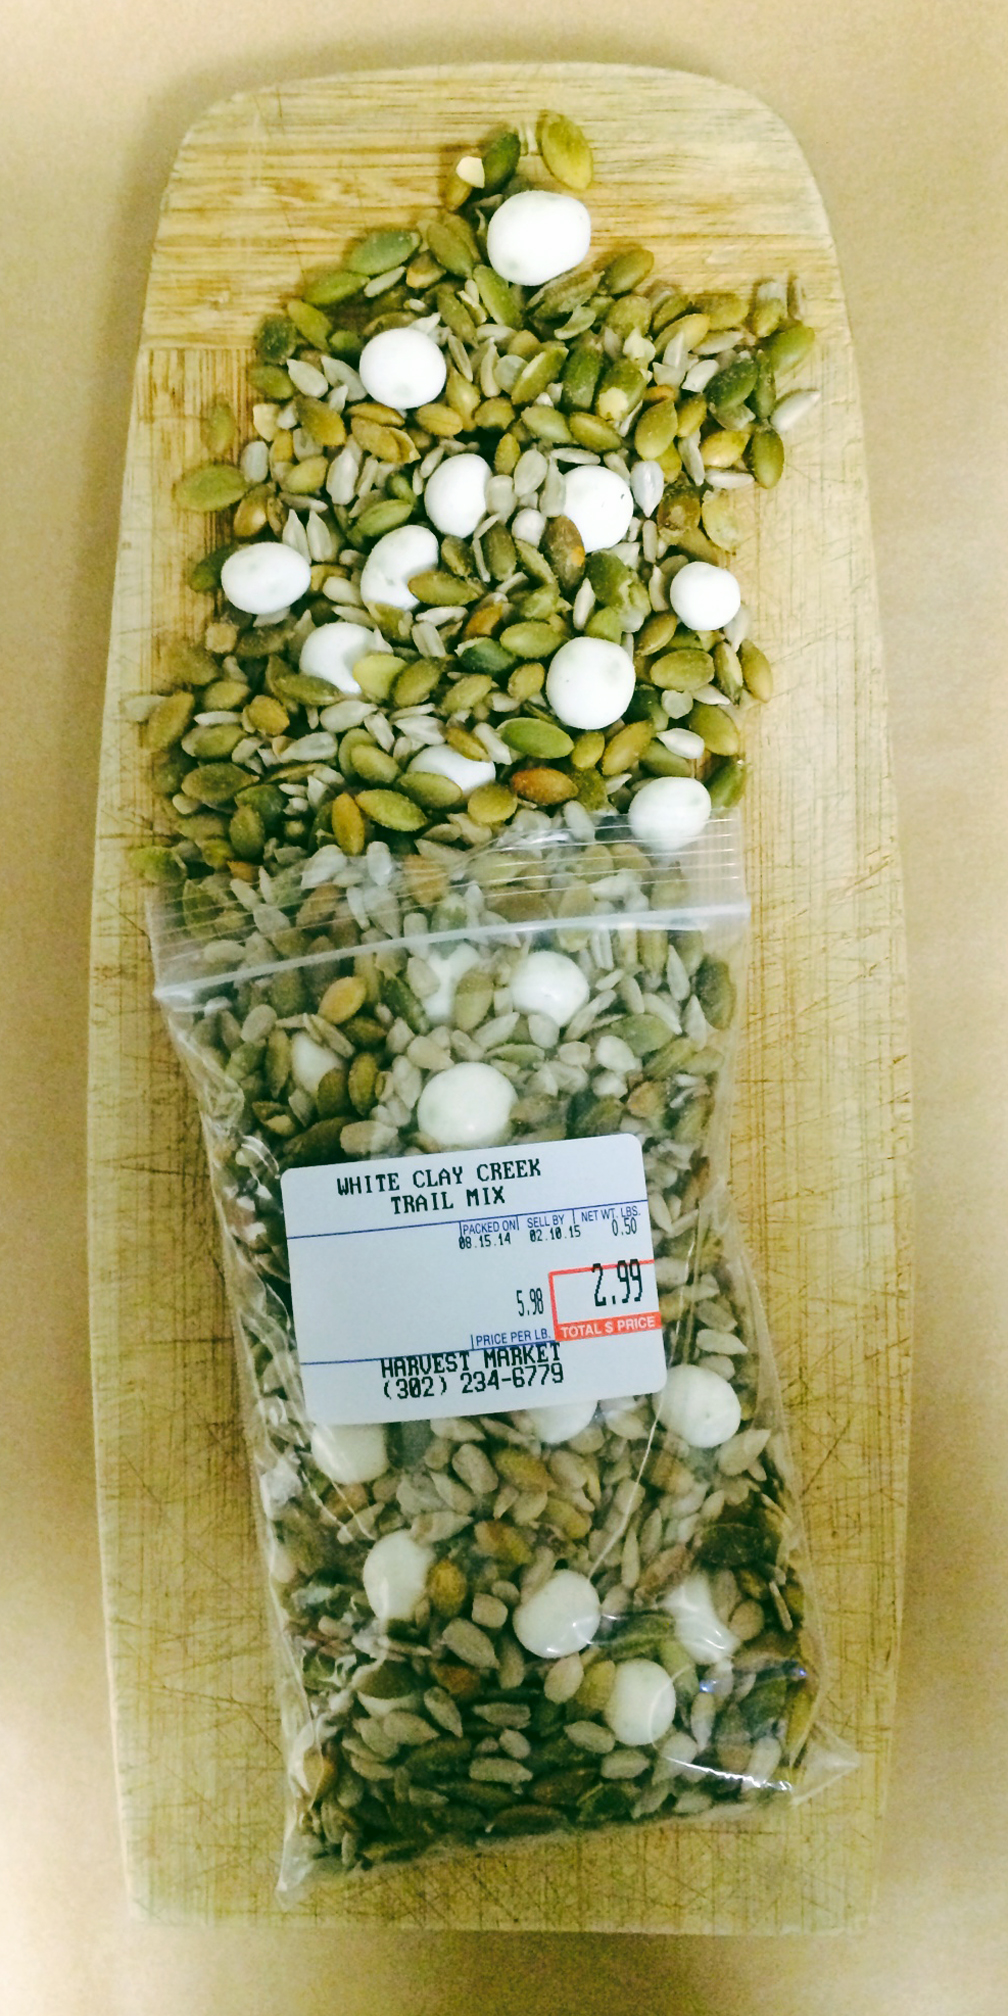 WHITE CLAY CREEK
TRAIL MIX
PACKED ON SELL BY NET WT. LBS.
08.15.14 02.10.15 0.50
5.98 2.99
PRICE PER LB. TOTAL $ PRICE
HARVEST MARKET
(302) 234-6779